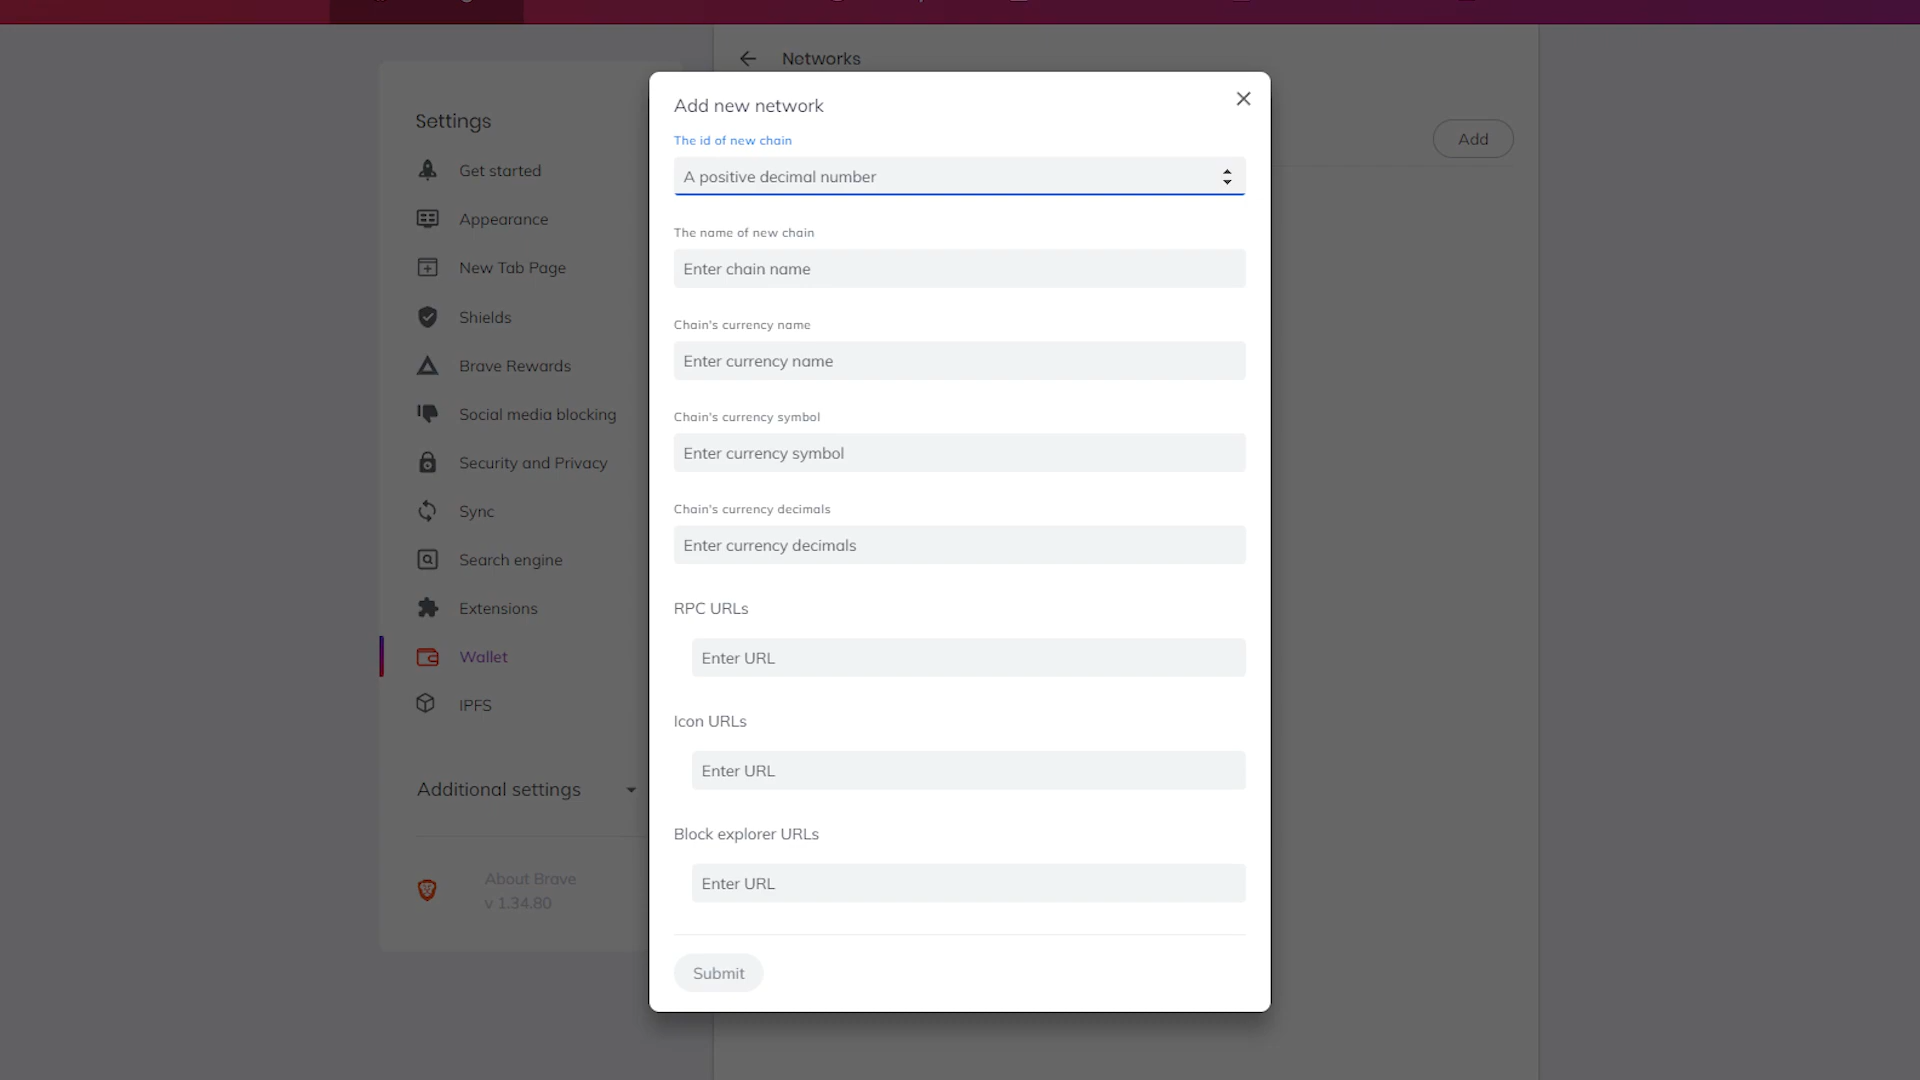 Networks
Add
Settings
Get started
Appearance
New Tab Page
Shields
Brave Rewards
Social media blocking
Security and Privacy
Sync
Search engine
Extensions
Wallet
IPFS
Additional settings
About Brave
v 1.34.80
Add new network
The id of new chain
A positive decimal number
The name of new chain
Enter chain name
Chain's currency name
Enter currency name
Chain's currency symbol
Enter currency symbol
Chain's currency decimals
Enter currency decimals
RPC URLs
Enter URL
Icon URLs
Enter URL
Block explorer URLs
Enter URL
Submit